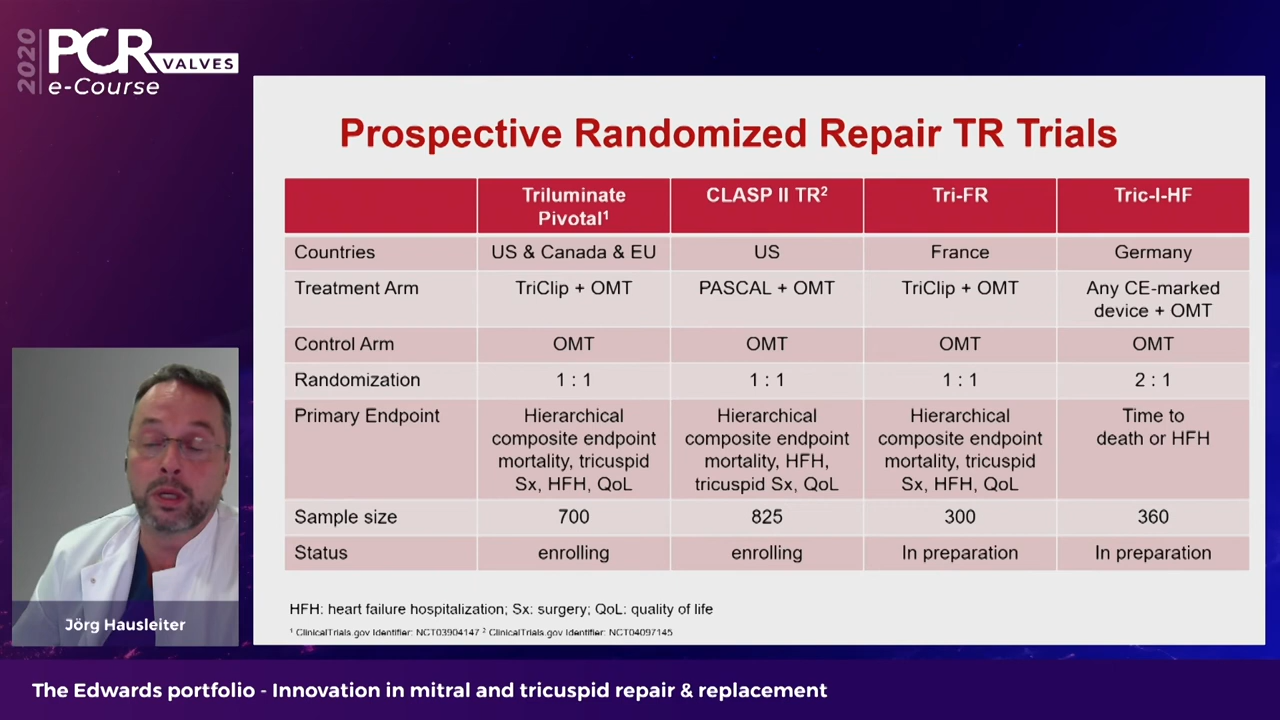 2020
PCR VALVES
e-Course
Prospective Randomized Repair TR Trials
Triluminate Pivotal¹ CLASP II TR² Tri-FR Tric-I-HF
Countries US & Canada & EU US France Germany
Treatment Arm TriClip + OMT PASCAL + OMT TriClip + OMT Any CE-marked device + OMT
Control Arm OMT OMT OMT OMT
Randomization 1 : 1 1 : 1 1 : 1 2 : 1
Primary Endpoint Hierarchical composite endpoint mortality, tricuspid Sx, HFH, QoL Hierarchical composite endpoint mortality, HFH, tricuspid Sx, QoL Hierarchical composite endpoint mortality, tricuspid Sx, HFH, QoL Time to death or HFH
Sample size 700 825 300 360
Status enrolling enrolling In preparation In preparation
HFH: heart failure hospitalization; Sx: surgery; QoL: quality of life
¹ ClinicalTrials.gov Identifier: NCT03904147 ² ClinicalTrials.gov Identifier: NCT04097145
Jörg Hausleiter
The Edwards portfolio - Innovation in mitral and tricuspid repair & replacement